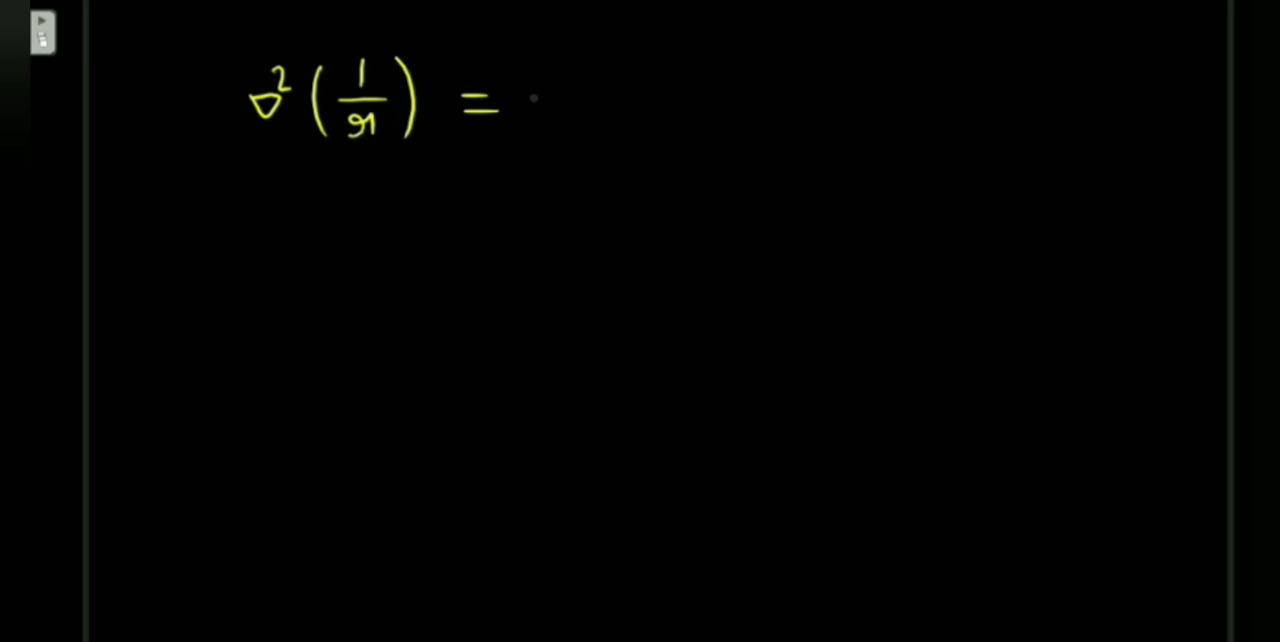 ∇²(1/r) =